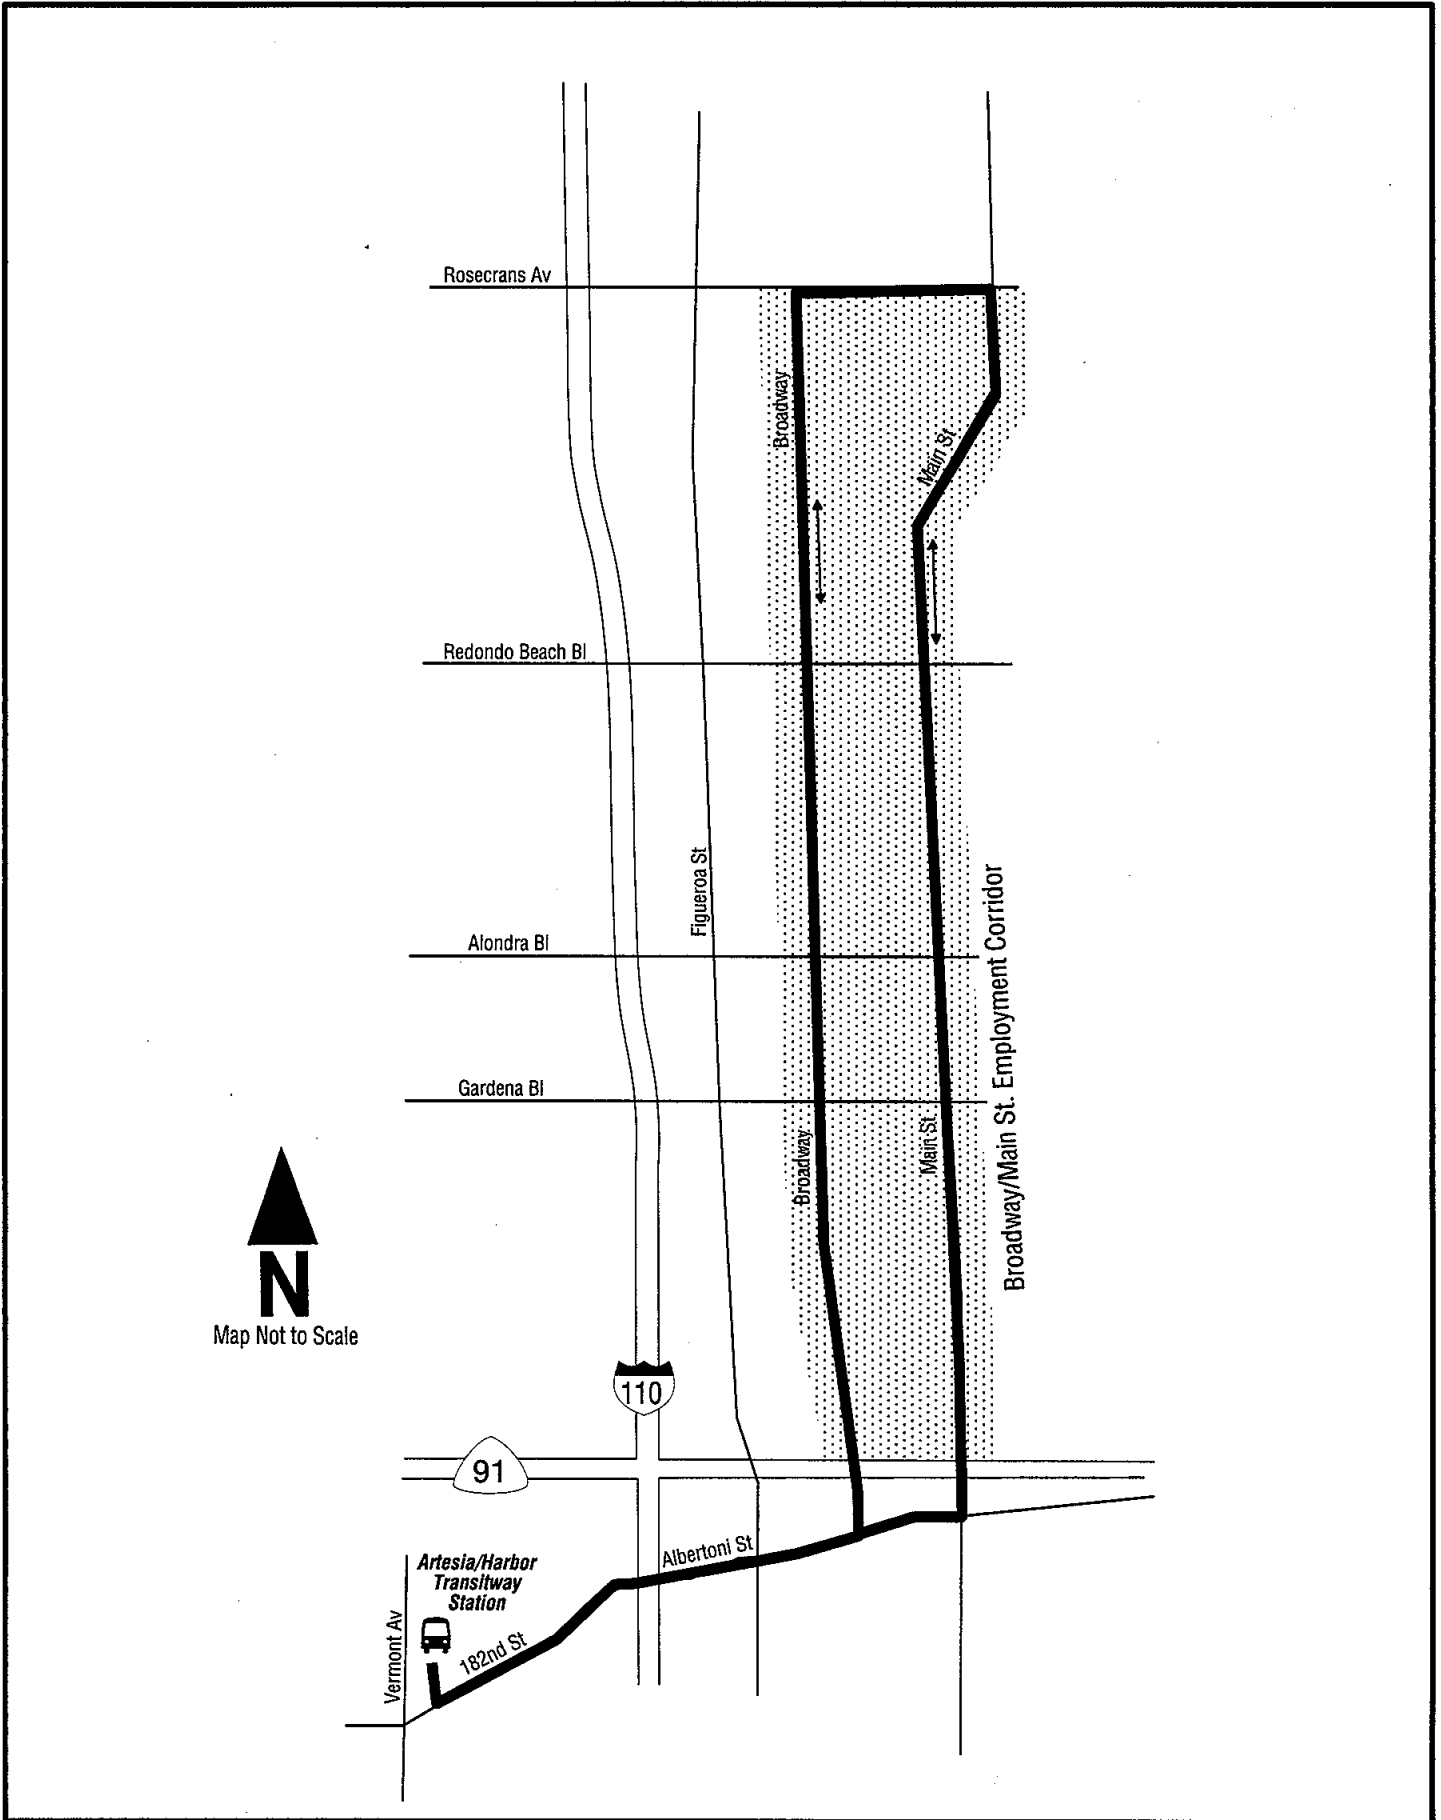 Rosecrans Av
Broadway
Main St
Redondo Beach Bl
Figueroa St
Alondra Bl
Broadway/Main St. Employment Corridor
Gardena Bl
Broadway
Main St
N
Map Not to Scale
110
91
Albertoni St
Artesia/Harbor
Transitway
Station
Vermont Av
182nd St